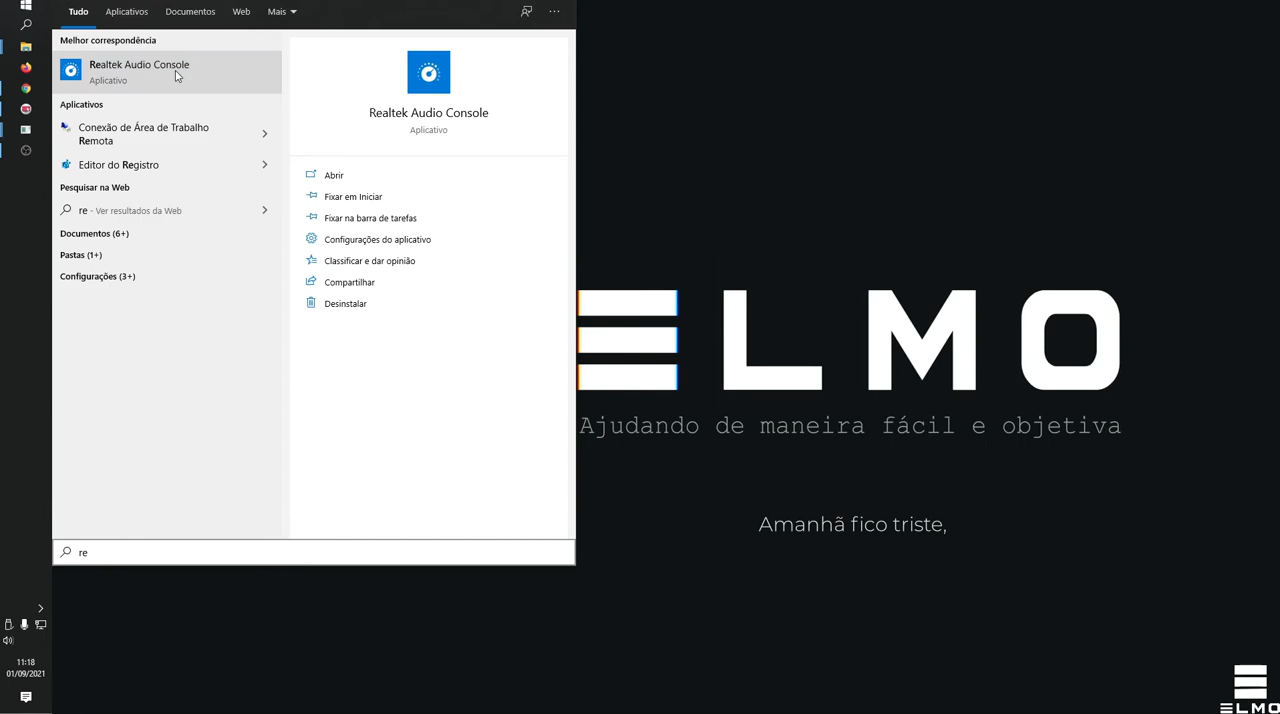 Tudo
Aplicativos
Documentos
Web
Mais
Melhor correspondência
Realtek Audio Console
Aplicativo
Aplicativos
Conexão de Área de Trabalho
Remota
Editor do Registro
Pesquisar na Web
re - Ver resultados da Web
Documentos (6+)
Pastas (1+)
Configurações (3+)
Realtek Audio Console
Aplicativo
Abrir
Fixar em Iniciar
Fixar na barra de tarefas
Configurações do aplicativo
Classificar e dar opinião
Compartilhar
Desinstalar
re
ELMO
Ajudando de maneira fácil e objetiva
Amanhã fico triste,
11:18
01/09/2021
ELMO